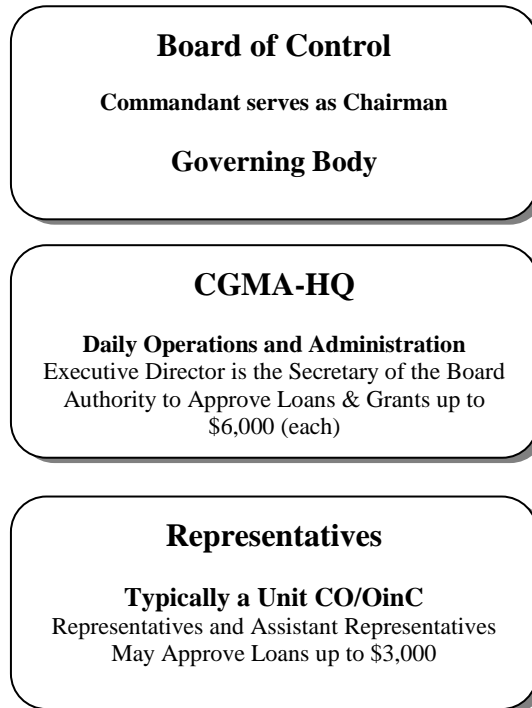 Board of Control
Commandant serves as Chairman
Governing Body
CGMA-HQ
Daily Operations and Administration
Executive Director is the Secretary of the Board
Authority to Approve Loans & Grants up to
$6,000 (each)
Representatives
Typically a Unit CO/OinC
Representatives and Assistant Representatives
May Approve Loans up to $3,000